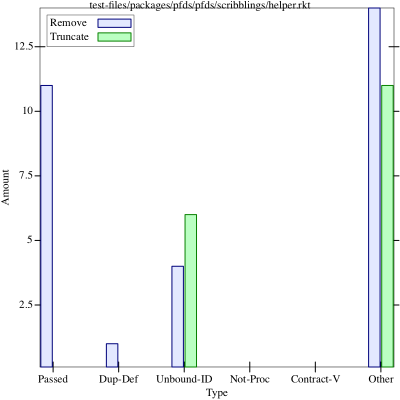 test-files/packages/pfds/pfds/scribblings/helper.rkt
Remove
Truncate
12.5
10
7.5
5
2.5
Amount
Passed Dup-Def Unbound-ID Not-Proc Contract-V Other
Type